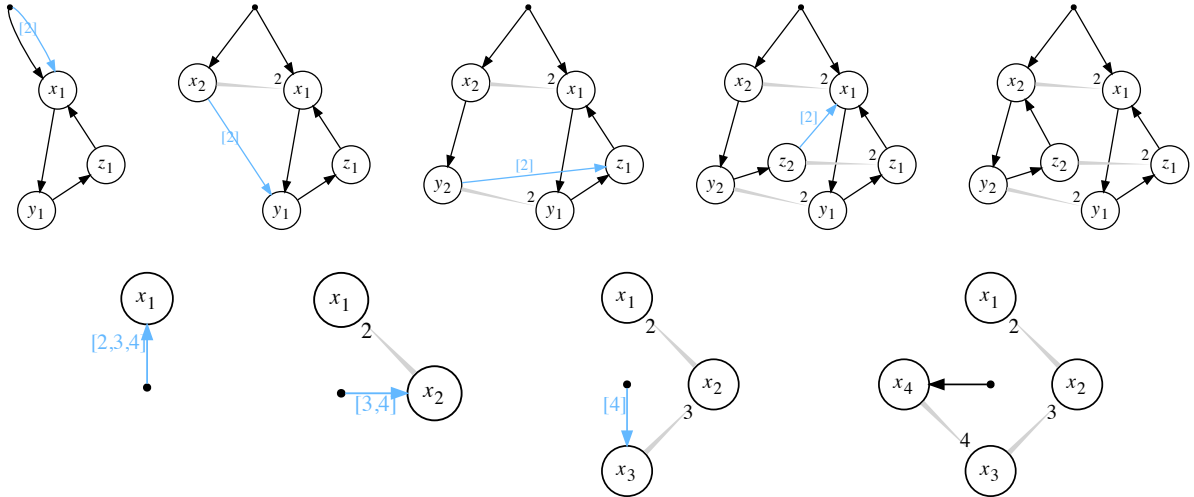 [2]
x1
z1
y1
x2 2 x1
[2]
z1
y1
x2 2 x1
[2] z1
y2 2 y1
x2 2 x1
[2]
z2 2 z1
y2 2 y1
x2 2 x1
z2 2 z1
y2 2 y1
x1
[2,3,4]
x1
2
[3,4] x2
x1
2
x2
[4] 3
x3
x1
2
x4 x2
3
4
x3